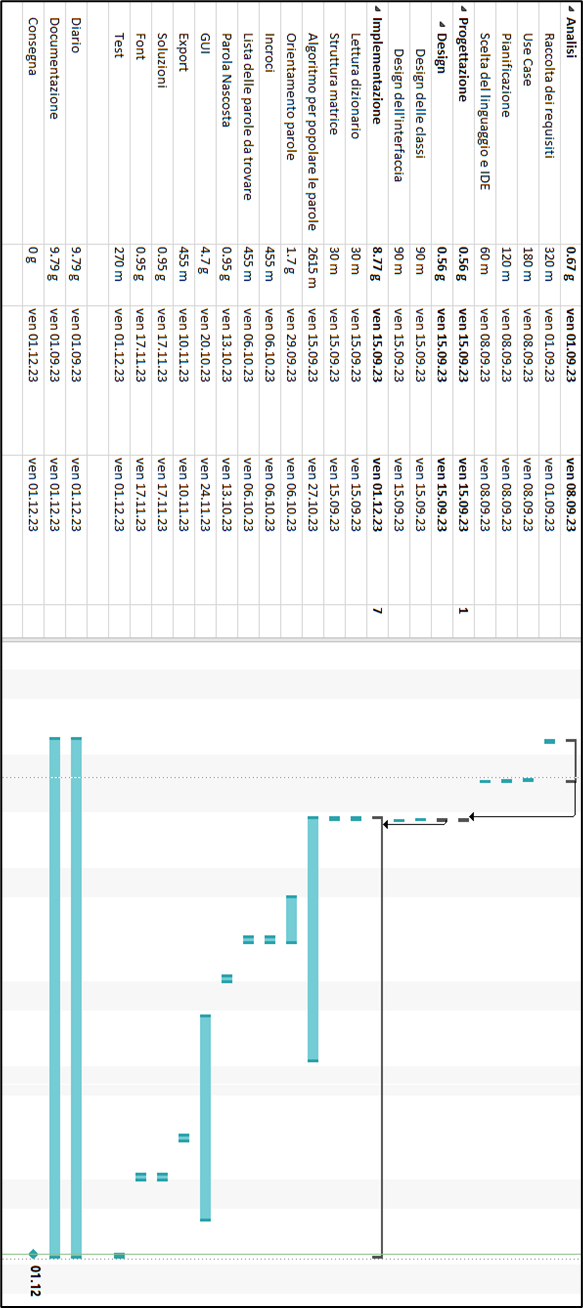 Analisi 0.67 g ven 01.09.23 ven 08.09.23
Raccolta dei requisiti 320 m ven 01.09.23 ven 01.09.23
Use Case 180 m ven 08.09.23 ven 08.09.23
Pianificazione 120 m ven 08.09.23 ven 08.09.23
Scelta del linguaggio e IDE 60 m ven 08.09.23 ven 08.09.23
Progettazione 0.56 g ven 15.09.23 ven 15.09.23 1
Design 0.56 g ven 15.09.23 ven 15.09.23
Design delle classi 90 m ven 15.09.23 ven 15.09.23
Design dell'interfaccia 90 m ven 15.09.23 ven 15.09.23
Implementazione 8.77 g ven 15.09.23 ven 01.12.23 7
Lettura dizionario 30 m ven 15.09.23 ven 15.09.23
Struttura matrice 30 m ven 15.09.23 ven 15.09.23
Algoritmo per popolare le parole 2615 m ven 15.09.23 ven 27.10.23
Orientamento parole 1.7 g ven 29.09.23 ven 06.10.23
Incroci 455 m ven 06.10.23 ven 06.10.23
Lista delle parole da trovare 455 m ven 06.10.23 ven 06.10.23
Parola Nascosta 0.95 g ven 13.10.23 ven 13.10.23
GUI 4.7 g ven 20.10.23 ven 24.11.23
Export 455 m ven 10.11.23 ven 10.11.23
Soluzioni 0.95 g ven 17.11.23 ven 17.11.23
Font 0.95 g ven 17.11.23 ven 17.11.23
Test 270 m ven 01.12.23 ven 01.12.23
Diario 9.79 g ven 01.09.23 ven 01.12.23
Documentazione 9.79 g ven 01.09.23 ven 01.12.23
Consegna 0 g ven 01.12.23 ven 01.12.23
01.12